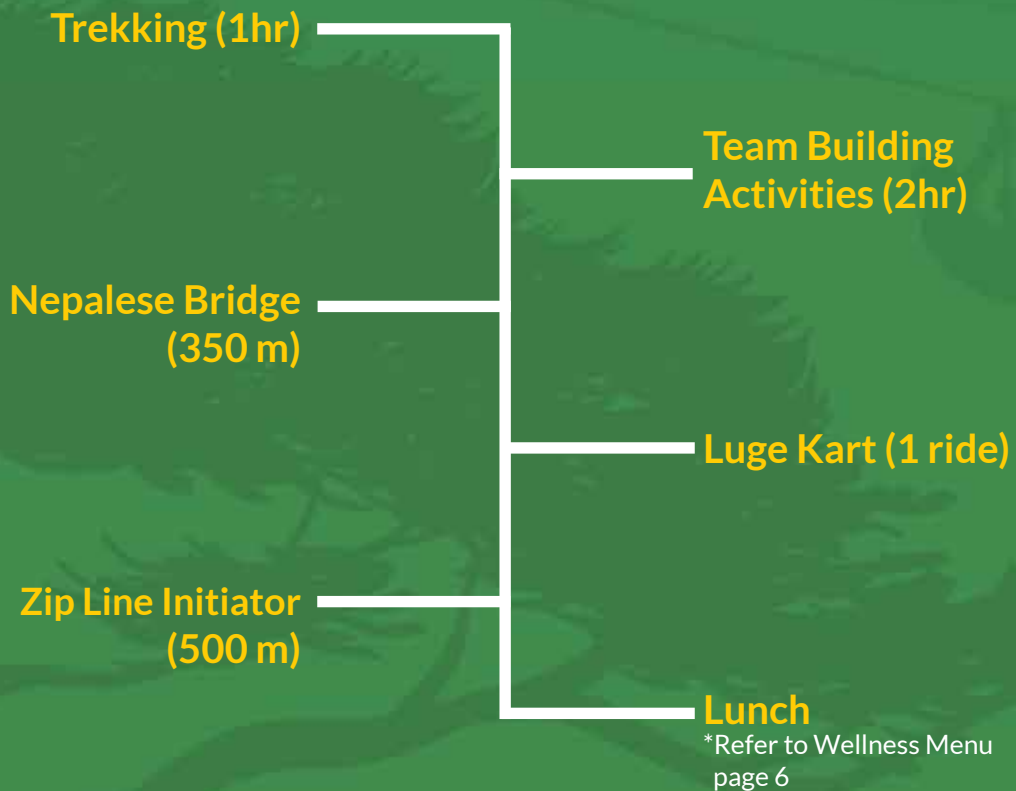 Trekking (1hr)
Team Building
Activities (2hr)
Nepalese Bridge
(350 m)
Luge Kart (1 ride)
Zip Line Initiator
(500 m)
Lunch
*Refer to Wellness Menu
page 6